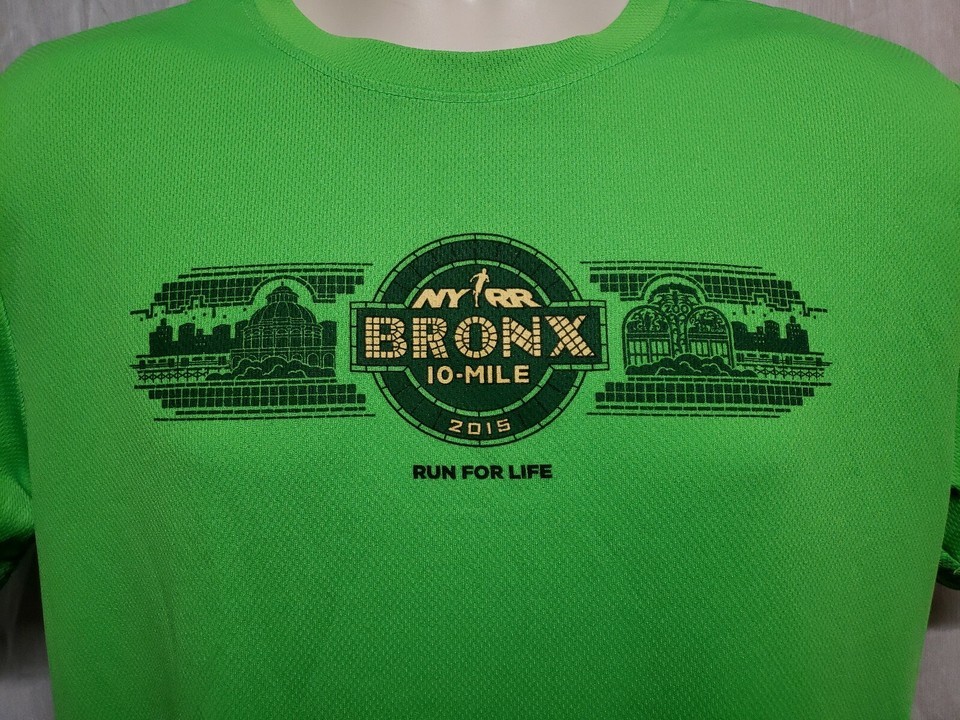 NYRR
BRONX
10-MILE
2015
RUN FOR LIFE